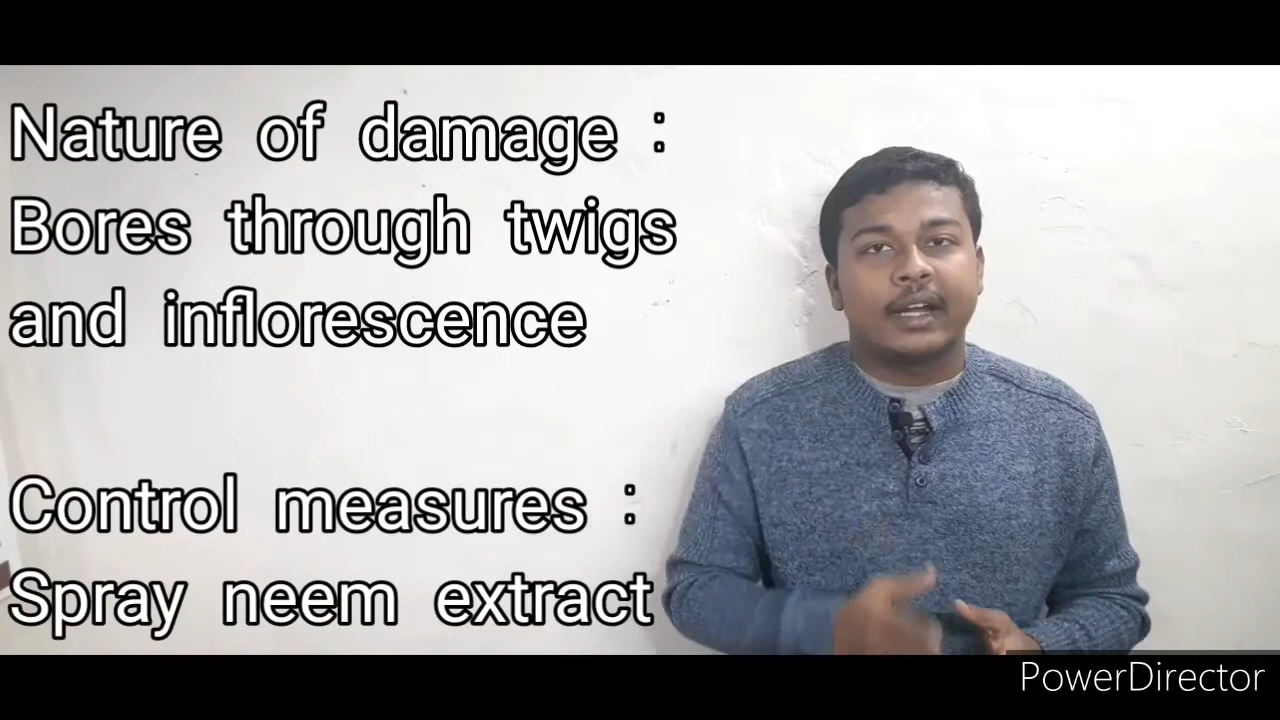 Nature of damage :
Bores through twigs
and inflorescence
Control measures :
Spray neem extract
PowerDirector